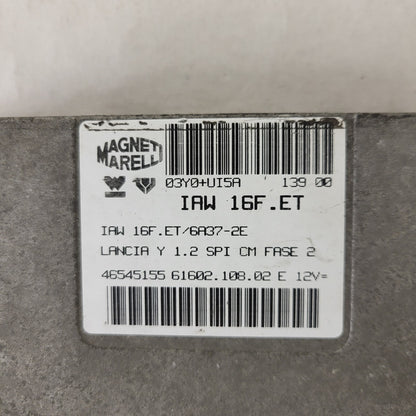 MAGNETI
MARELLI
03Y0+UI5A ' 139 00
IAW 16F.ET
IAW 16F.ET/6A37-2E
LANCIA Y 1.2 SPI CM FASE 2
46545155 61602.108.02 E 12V=